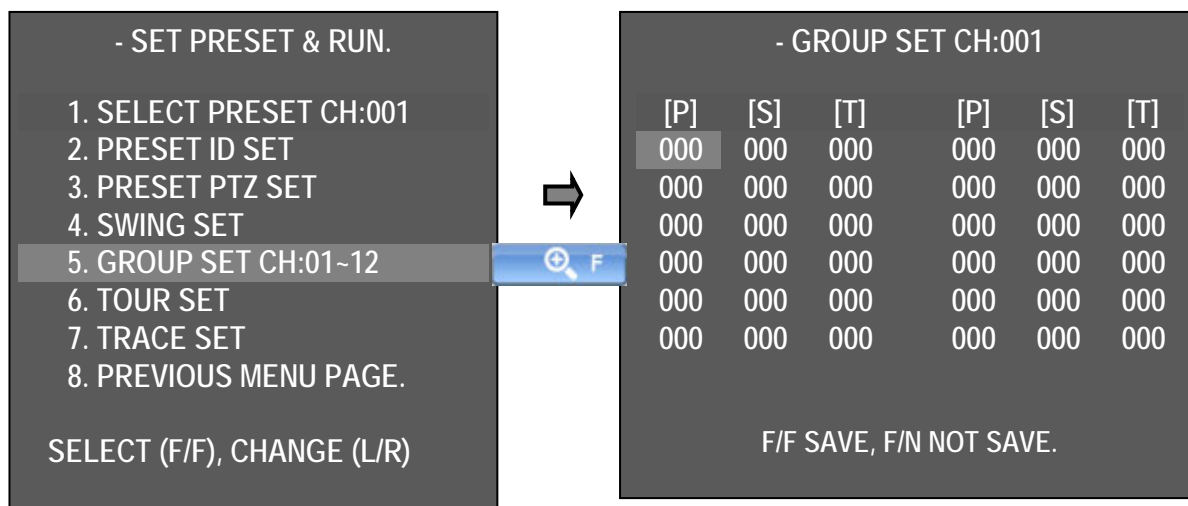 - SET PRESET & RUN.
1. SELECT PRESET CH:001
2. PRESET ID SET
3. PRESET PTZ SET
4. SWING SET
5. GROUP SET CH:01~12
6. TOUR SET
7. TRACE SET
8. PREVIOUS MENU PAGE.
SELECT (F/F), CHANGE (L/R)
F
- GROUP SET CH:001
[P] [S] [T] [P] [S] [T]
000 000 000 000 000 000
000 000 000 000 000 000
000 000 000 000 000 000
000 000 000 000 000 000
000 000 000 000 000 000
000 000 000 000 000 000
F/F SAVE, F/N NOT SAVE.